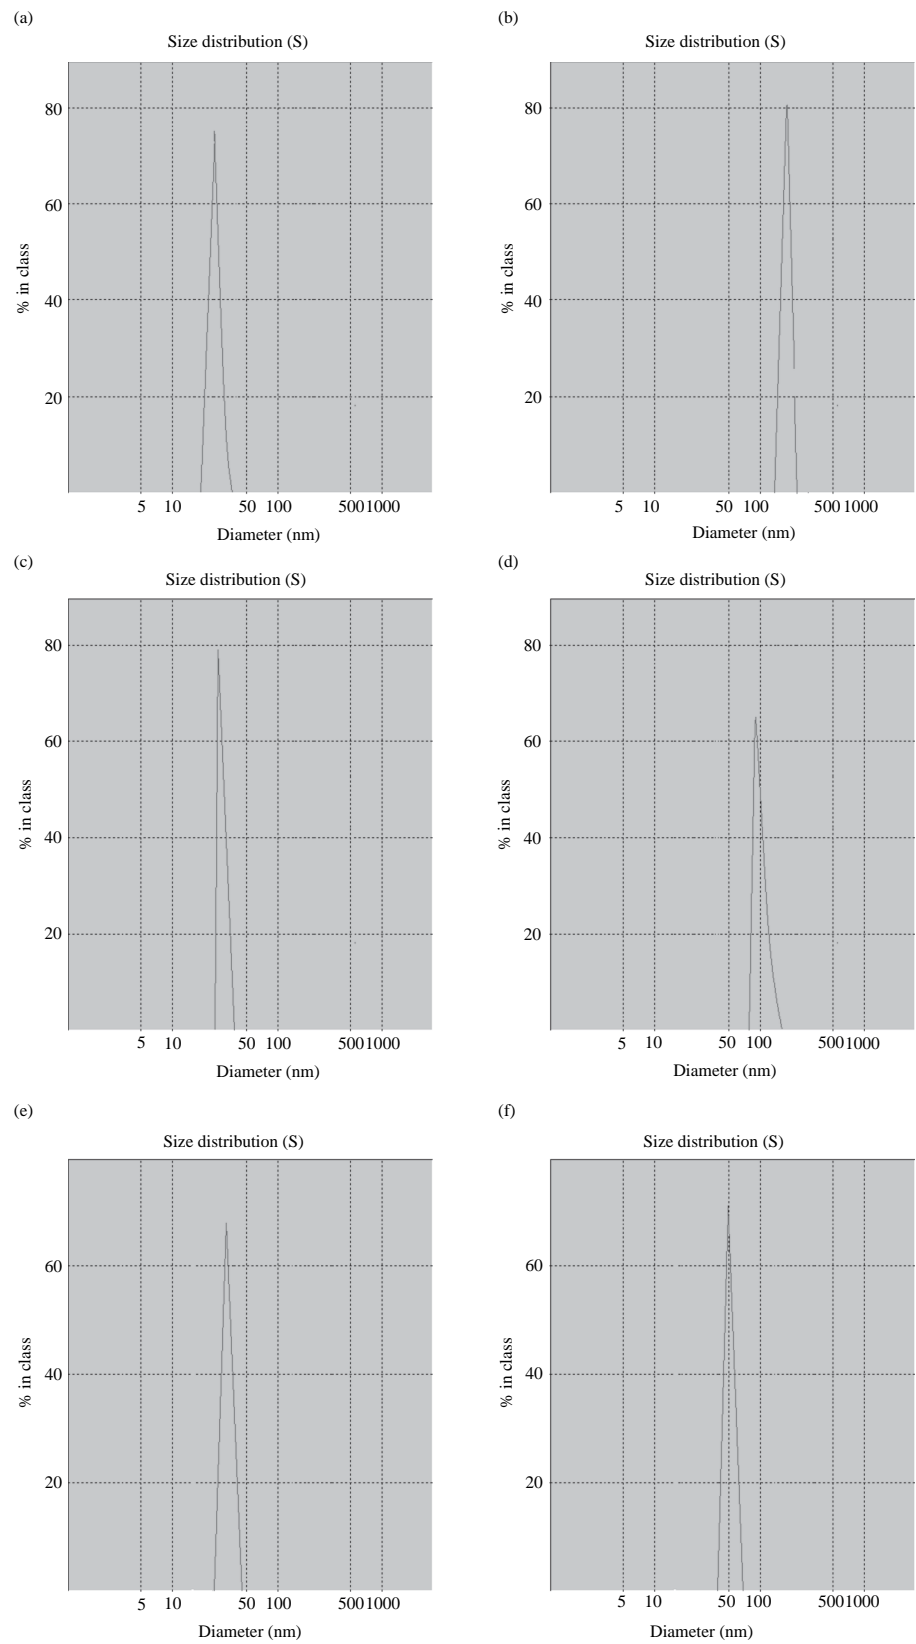 (a)
Size distribution (S)
% in class
80
60
40
20
5 10 50 100 5001000
Diameter (nm)
(b)
Size distribution (S)
% in class
80
60
40
20
5 10 50 100 5001000
Diameter (nm)
(c)
Size distribution (S)
% in class
80
60
40
20
5 10 50 100 5001000
Diameter (nm)
(d)
Size distribution (S)
% in class
80
60
40
20
5 10 50 100 5001000
Diameter (nm)
(e)
Size distribution (S)
% in class
60
40
20
5 10 50 100 5001000
Diameter (nm)
(f)
Size distribution (S)
% in class
60
40
20
5 10 50 100 5001000
Diameter (nm)